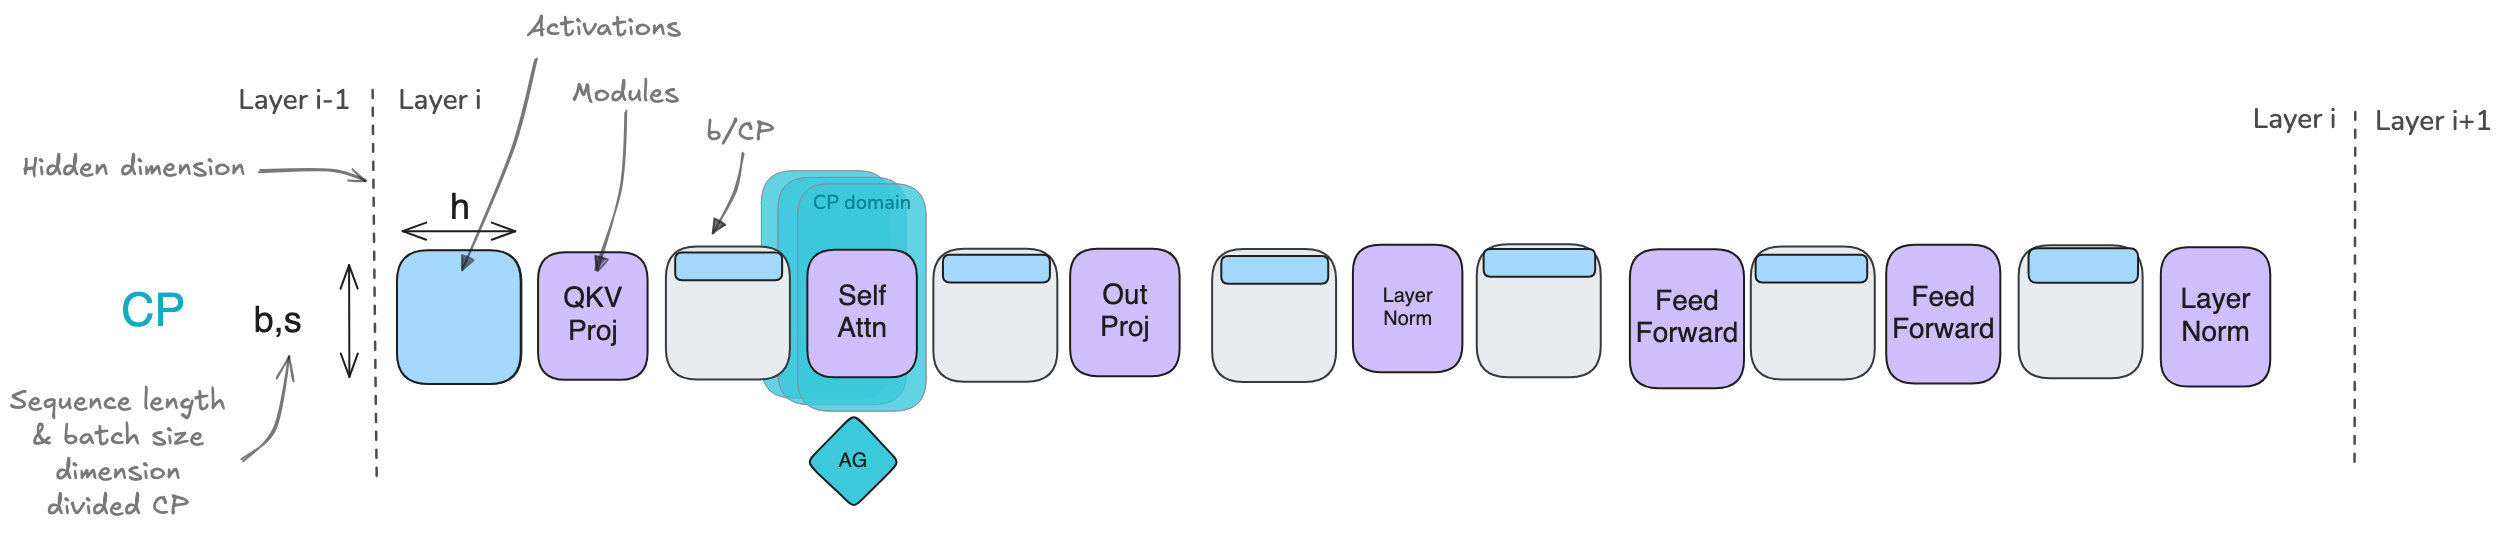 Activations
Modules
b/CP
Layer i-1
Layer i
Layer i
Layer i+1
Hidden dimension
h
CP domain
CP
b,s
QKV
Proj
Self
Attn
Out
Proj
Layer
Norm
Feed
Forward
Feed
Forward
Layer
Norm
Sequence length
& batch size
dimension
divided CP
AG